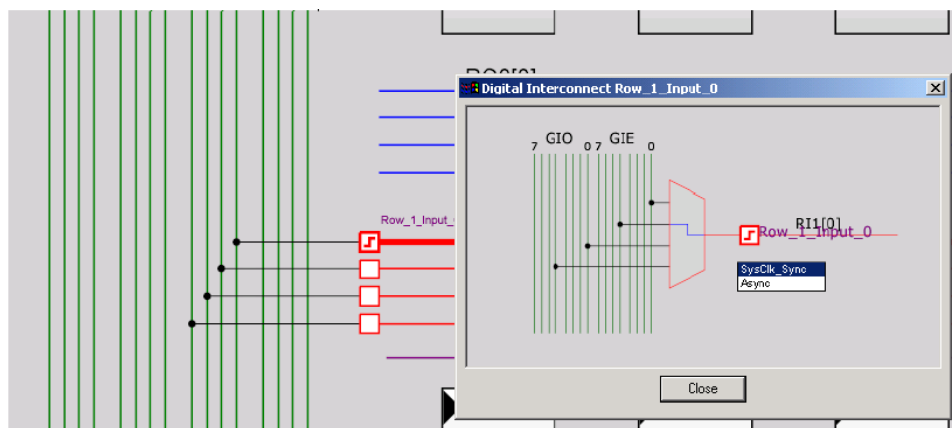 RO0[0]
Digital Interconnect Row_1_Input_0
GIO GIE
7 0 7 0
Row_1_Input_
RI1[0]
Row_1_Input_0
SysClk_Sync
Async
Close